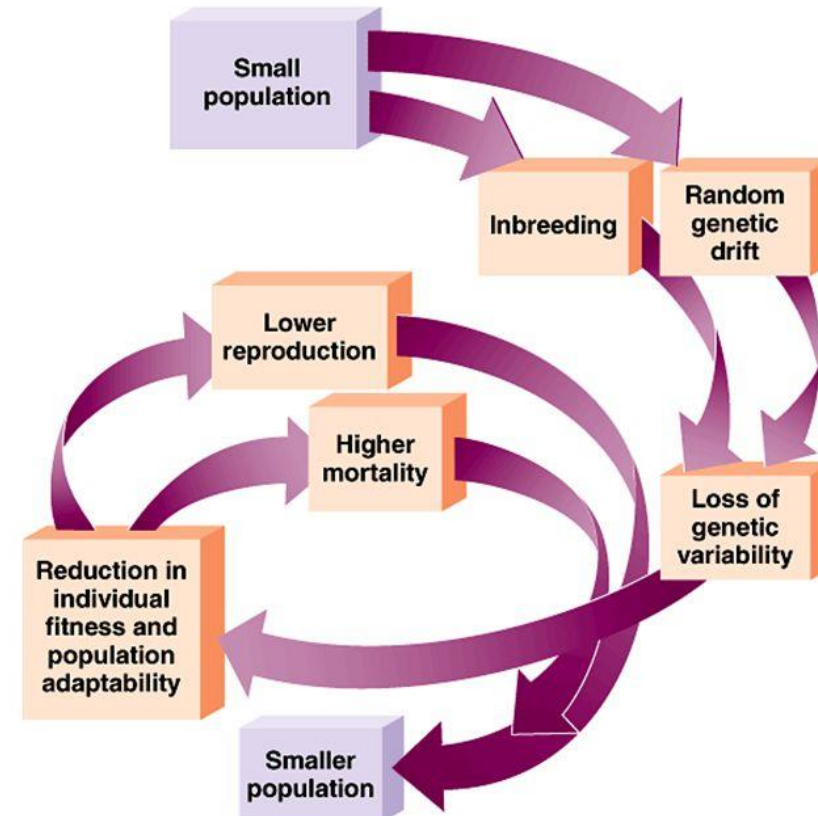 Small
population
Inbreeding
Random
genetic
drift
Lower
reproduction
Higher
mortality
Loss of
genetic
variability
Reduction in
individual
fitness and
population
adaptability
Smaller
population